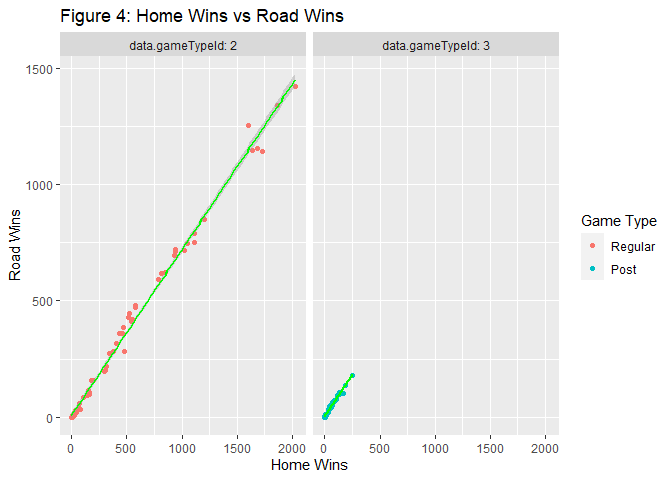 Figure 4: Home Wins vs Road Wins
data.gameTypeId: 2
data.gameTypeId: 3
1500
1000
500
0
Road Wins
0 500 1000 1500 2000
0 500 1000 1500 2000
Home Wins
Game Type
Regular
Post